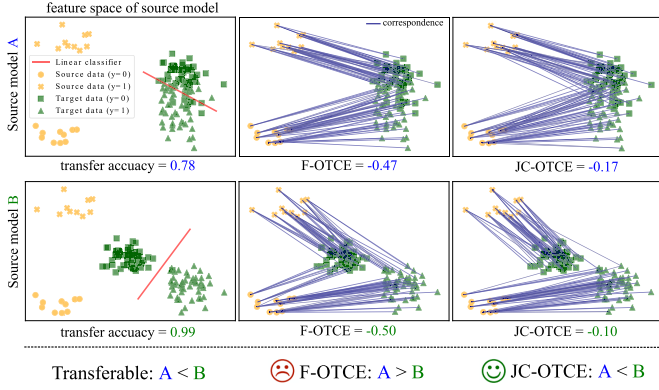 feature space of source model
Source model A
Linear classifier
Source data (y=0)
Source data (y=1)
Target data (y=0)
Target data (y=1)
correspondence
transfer accuacy = 0.78
F-OTCE = -0.47
JC-OTCE = -0.17
Source model B
transfer accuacy = 0.99
F-OTCE = -0.50
JC-OTCE = -0.10
Transferable: A < B
F-OTCE: A > B
JC-OTCE: A < B